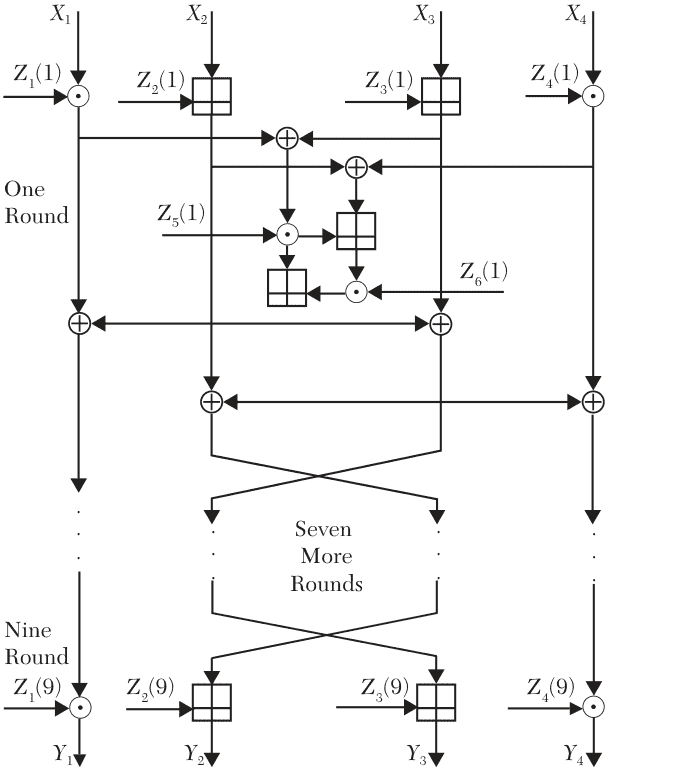 X₁ X₂ X₃ X₄
Z₁(1) Z₂(1) Z₃(1) Z₄(1)
One
Round
Z₅(1)
Z₆(1)
Seven
More
Rounds
Nine
Round
Z₁(9) Z₂(9) Z₃(9) Z₄(9)
Y₁ Y₂ Y₃ Y₄